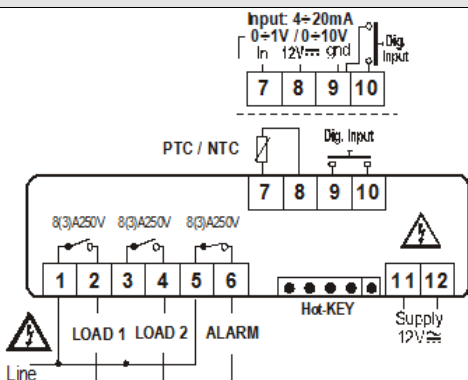 Input: 4÷20mA
0÷1V / 0÷10V
In 12V⎓ gnd
Dig.
Input
7 8 9 10
PTC / NTC
Dig. Input
7 8 9 10
8(3)A250V 8(3)A250V 8(3)A250V
1 2 3 4 5 6
11 12
Hot-KEY
LOAD 1 LOAD 2 ALARM
Supply
12V≂
Line